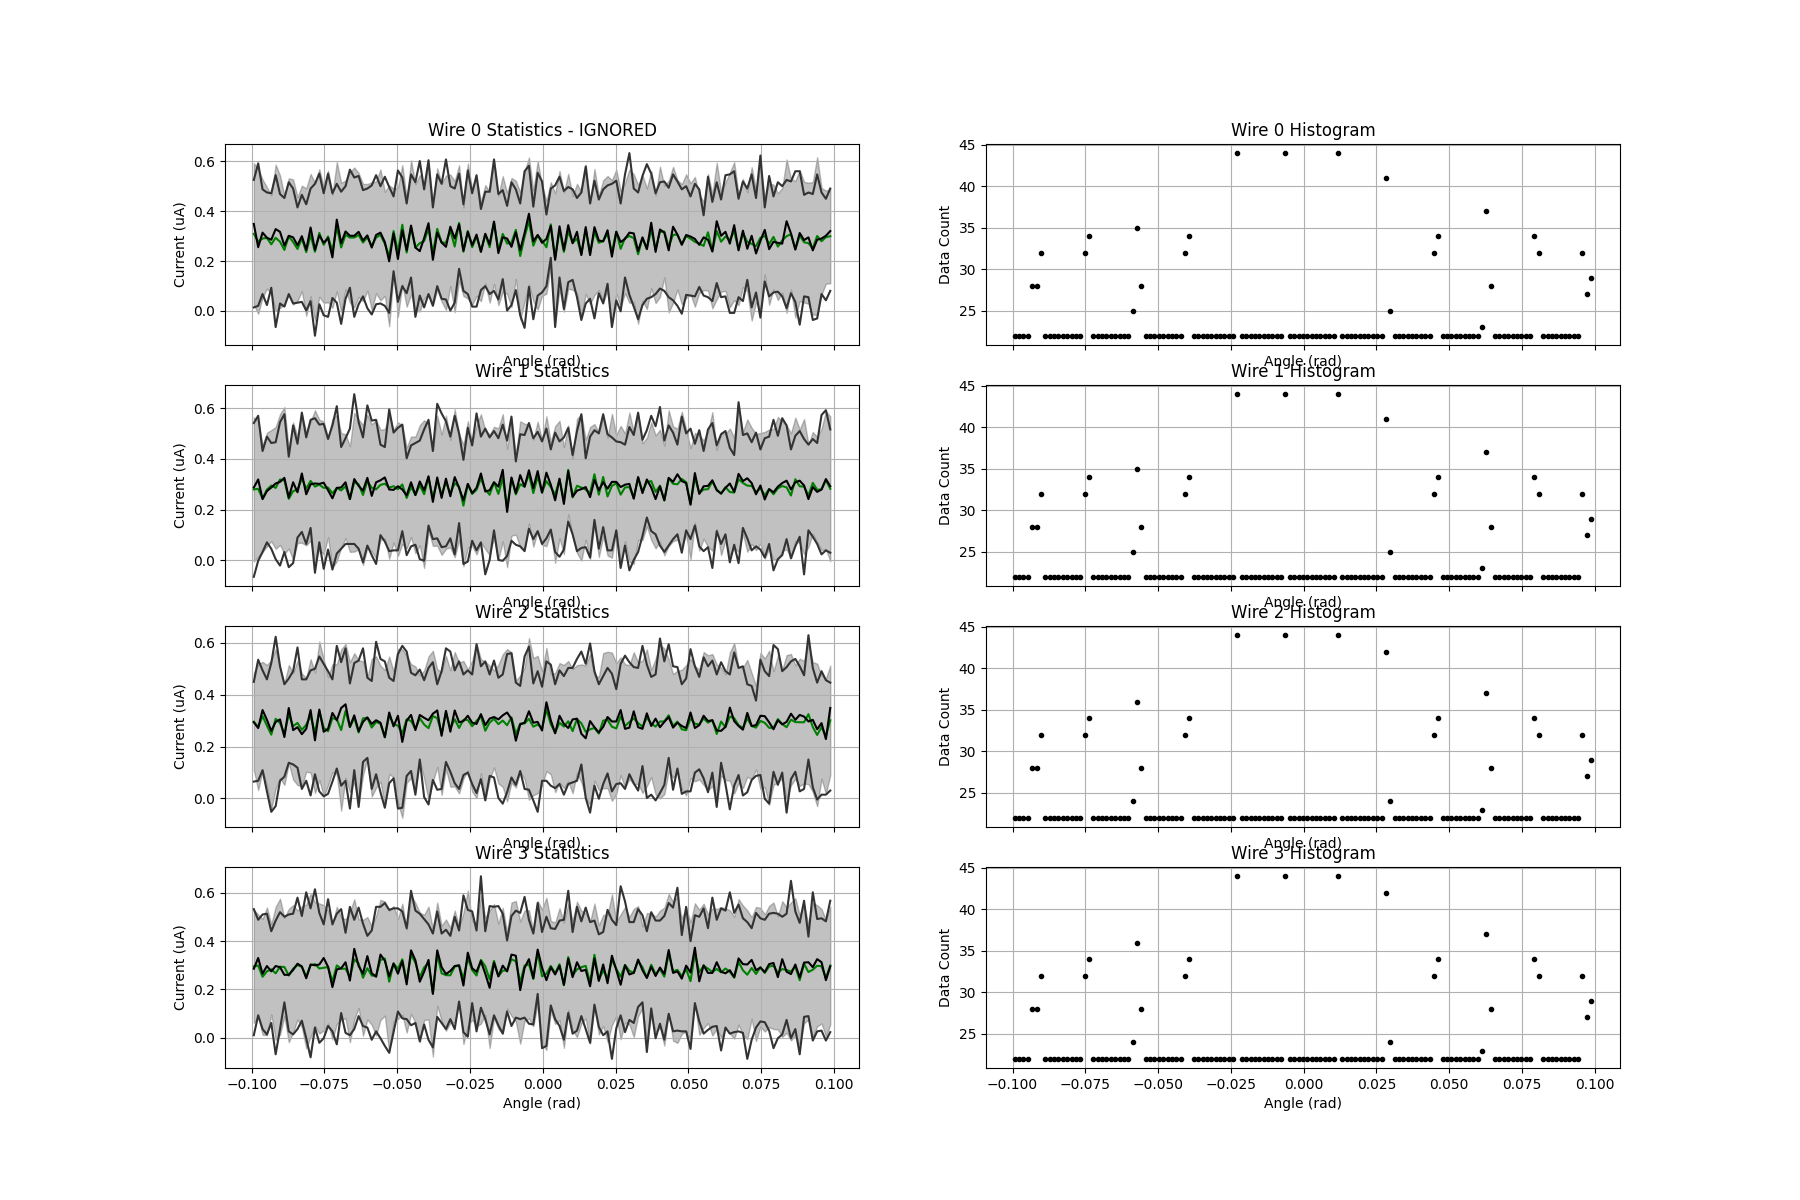 Wire 0 Statistics - IGNORED
Current (uA)
0.6
0.4
0.2
0.0
Angle (rad)
Wire 0 Histogram
Data Count
45
40
35
30
25
Angle (rad)
Wire 1 Statistics
Current (uA)
0.6
0.4
0.2
0.0
Angle (rad)
Wire 1 Histogram
Data Count
45
40
35
30
25
Angle (rad)
Wire 2 Statistics
Current (uA)
0.6
0.4
0.2
0.0
Angle (rad)
Wire 2 Histogram
Data Count
45
40
35
30
25
Angle (rad)
Wire 3 Statistics
Current (uA)
0.6
0.4
0.2
0.0
−0.100 −0.075 −0.050 −0.025 0.000 0.025 0.050 0.075 0.100
Angle (rad)
Wire 3 Histogram
Data Count
45
40
35
30
25
−0.100 −0.075 −0.050 −0.025 0.000 0.025 0.050 0.075 0.100
Angle (rad)